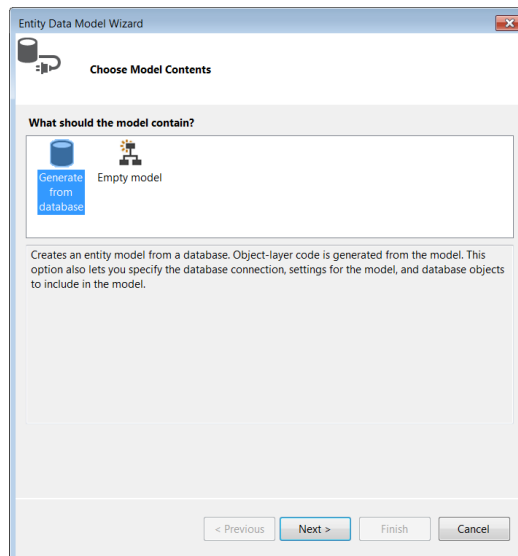 Entity Data Model Wizard
Choose Model Contents
What should the model contain?
Generate from database
Empty model
Creates an entity model from a database. Object-layer code is generated from the model. This
option also lets you specify the database connection, settings for the model, and database objects
to include in the model.
< Previous
Next >
Finish
Cancel